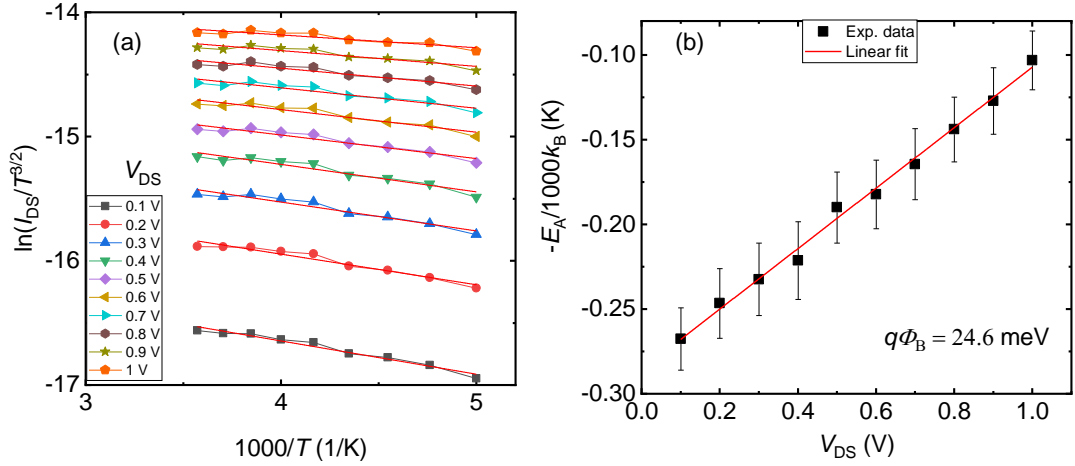 (a)
-14
-15
-16
-17
3
4
5
ln(I_DS/T^3/2)
1000/T (1/K)
V_DS
0.1 V
0.2 V
0.3 V
0.4 V
0.5 V
0.6 V
0.7 V
0.8 V
0.9 V
1 V
(b)
Exp. data
Linear fit
-0.10
-0.15
-0.20
-0.25
-0.30
0.0
0.2
0.4
0.6
0.8
1.0
-E_A/1000k_B (K)
V_DS (V)
qΦ_B = 24.6 meV